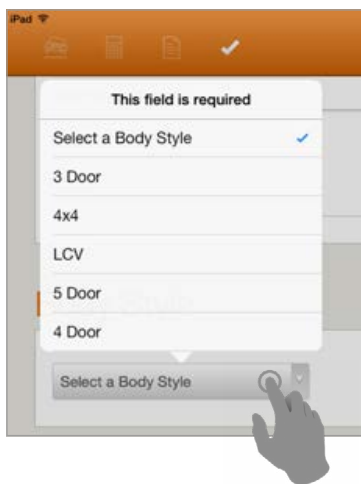 iPad
This field is required
Select a Body Style
3 Door
4x4
LCV
5 Door
4 Door
Select a Body Style